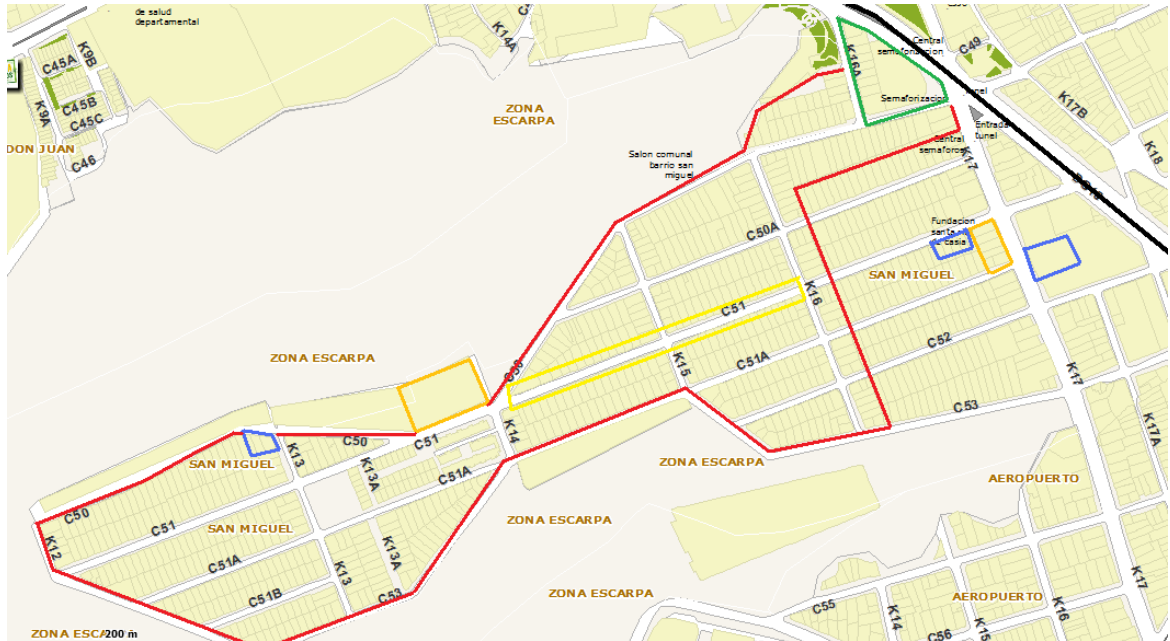 de salud
departamental
K14A
C45A
K9B
C45B
C45C
K9A
C46
DON JUAN
ZONA
ESCARPA
Salon comunal
barrio san
miguel
K16A
Central
semaforizacion
C49
Semaforizacion
Tunel
Entrada
tunel
Central
semaforos
K17B
K18
K17
C50A
Fundacion
SAN MIGUEL
K16
C51
C52
C51A
K15
K17
C53
K17A
ZONA ESCARPA
C50
K14
C51
C50
K13
K13A
C51A
SAN MIGUEL
ZONA ESCARPA
AEROPUERTO
C50
K12
C51
SAN MIGUEL
ZONA ESCARPA
C51A
K13
K13A
C51B
C53
ZONA ESCARPA
AEROPUERTO
K17
K16
C55
K14
K15
C56
200 m